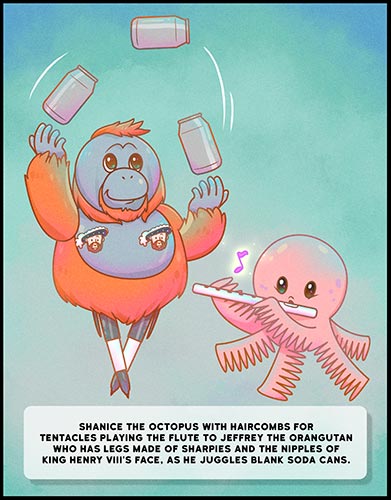 SHANICE THE OCTOPUS WITH HAIRCOMBS FOR
TENTACLES PLAYING THE FLUTE TO JEFFREY THE ORANGUTAN
WHO HAS LEGS MADE OF SHARPIES AND THE NIPPLES OF
KING HENRY VIII'S FACE, AS HE JUGGLES BLANK SODA CANS.